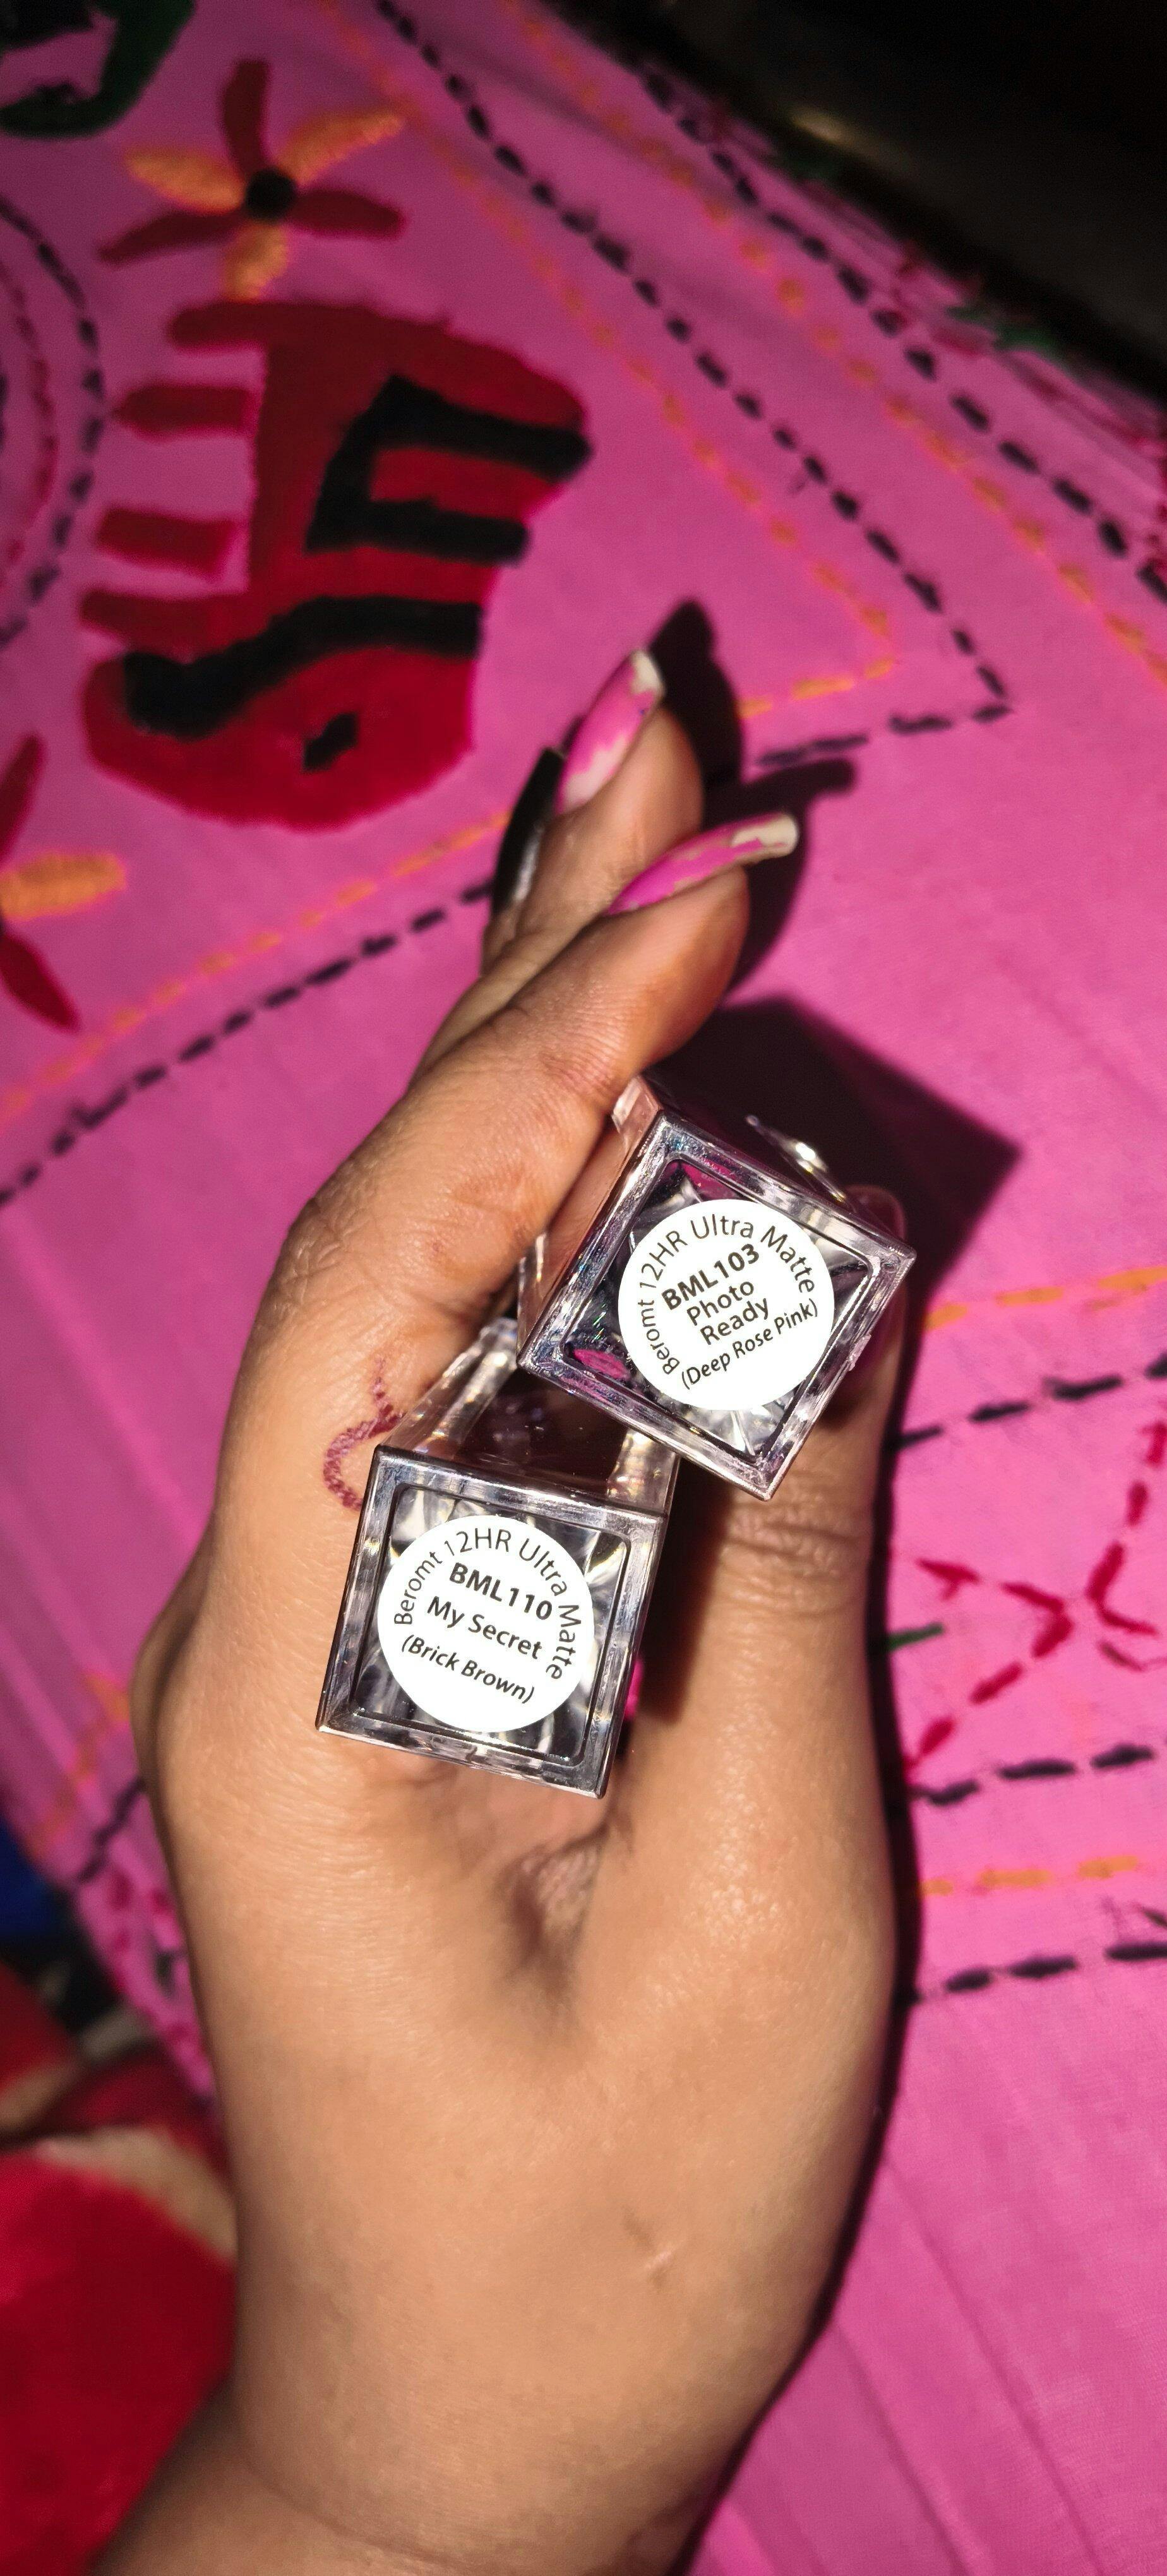 Beromt 12HR Ultra Matte
BML103
Photo
Ready
(Deep Rose Pink)
Beromt 12HR Ultra Matte
BML110
My Secret
(Brick Brown)